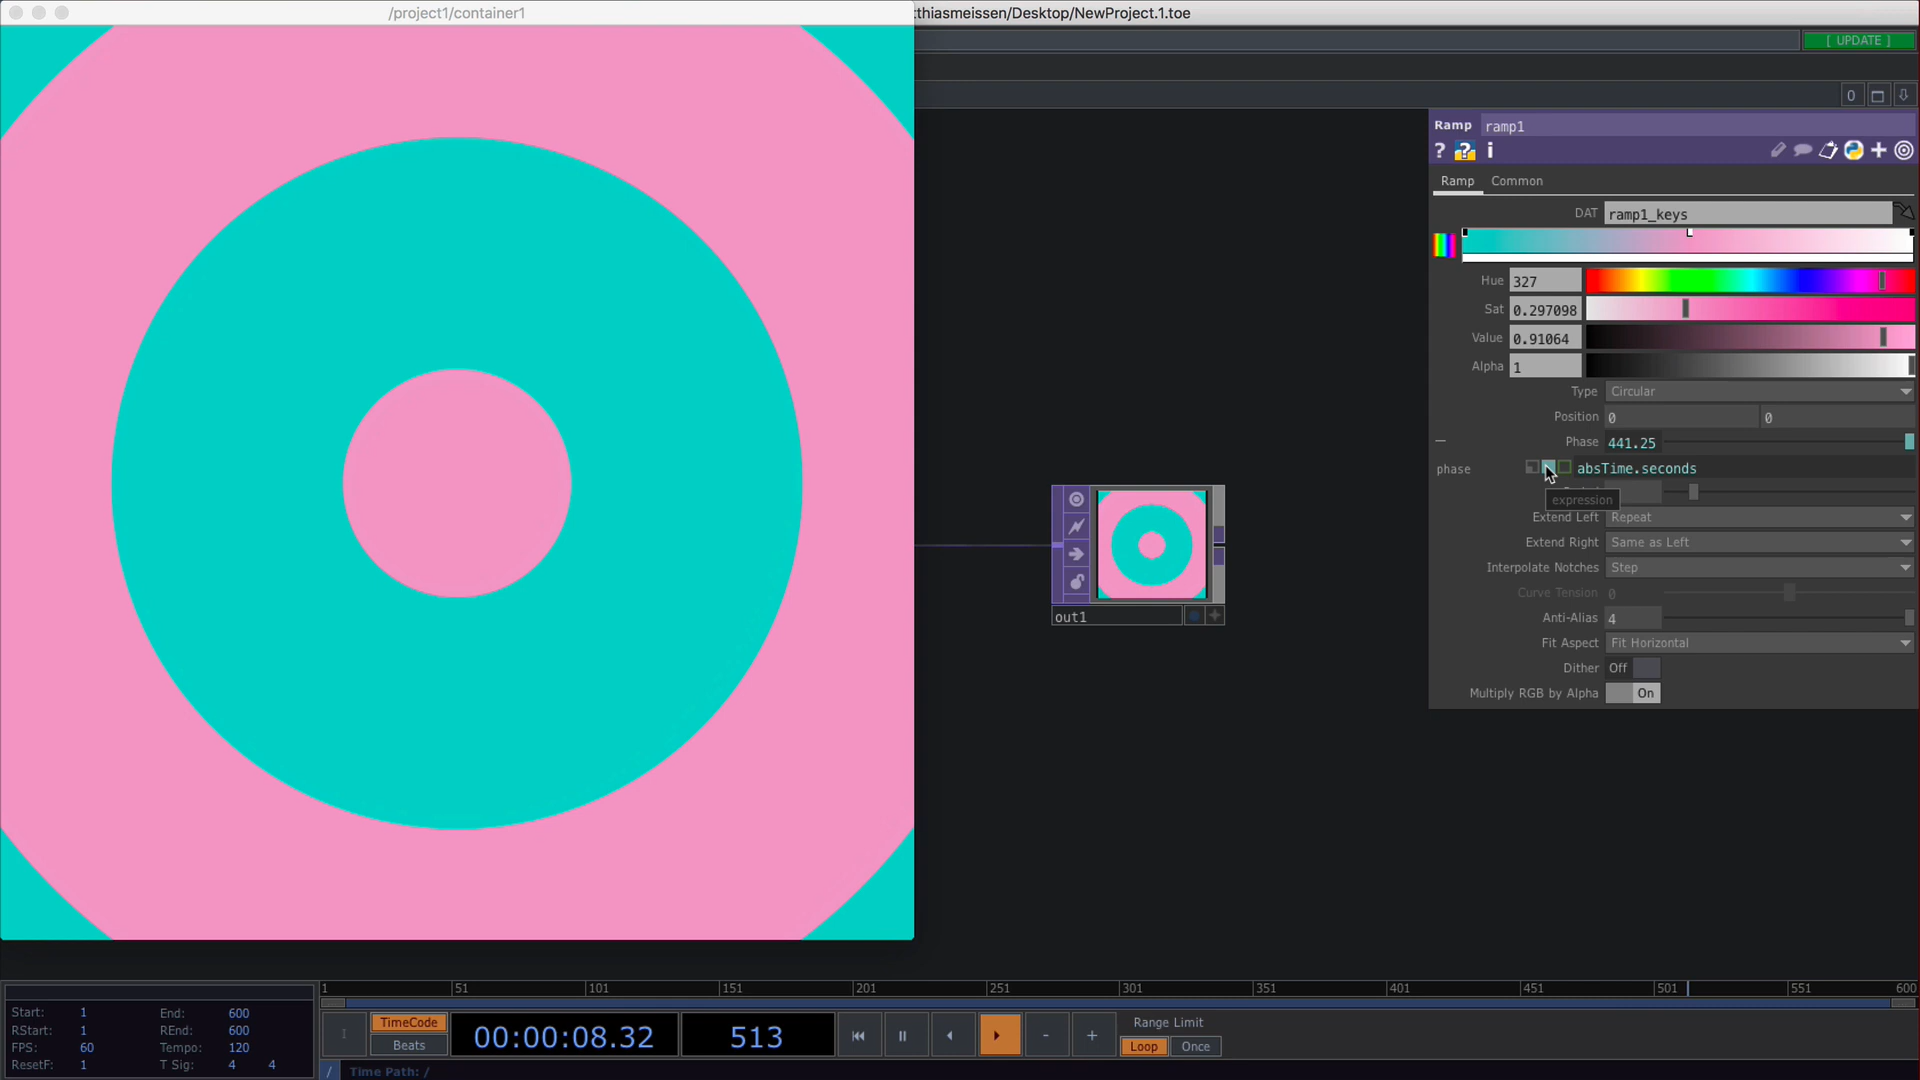 /project1/container1
tthiasmeissen/Desktop/NewProject.1.toe
[ UPDATE ]
0
Ramp ramp1
? ? i
Ramp Common
DAT ramp1_keys
Hue 327
Sat 0.297098
Value 0.91064
Alpha 1
Type Circular
Position 0 0
Phase 441.25
phase absTime.seconds
expression
Extend Left Repeat
Extend Right Same as Left
Interpolate Notches Step
Curve Tension 0
Anti-Alias 4
Fit Aspect Fit Horizontal
Dither Off
Multiply RGB by Alpha On
out1
1 51 101 151 201 251 301 351 401 451 501 551 600
Start: 1 End: 600
RStart: 1 REnd: 600
FPS: 60 Tempo: 120
ResetF: 1 T Sig: 4 4
TimeCode
Beats
00:00:08.32
513
- +
Range Limit
Loop Once
/ Time Path: /